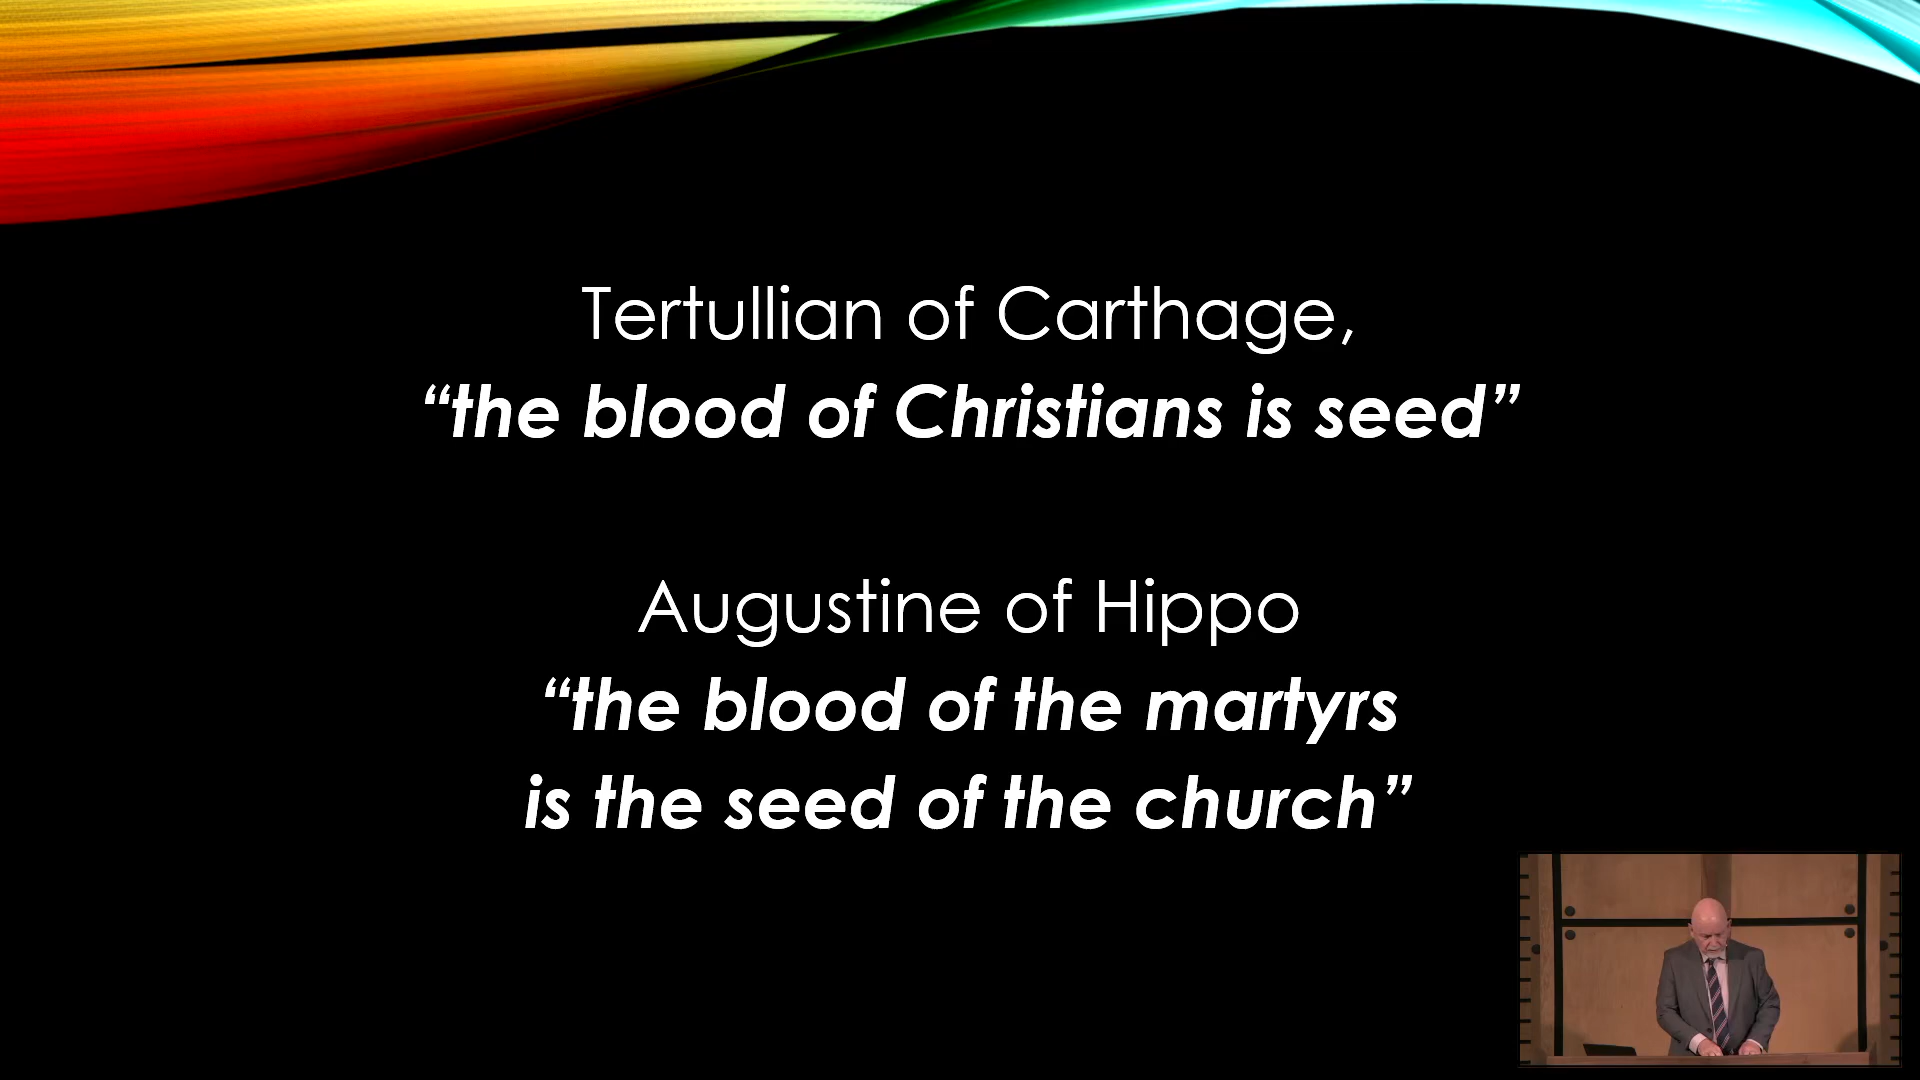 Tertullian of Carthage,
“the blood of Christians is seed”
Augustine of Hippo
“the blood of the martyrs
is the seed of the church”